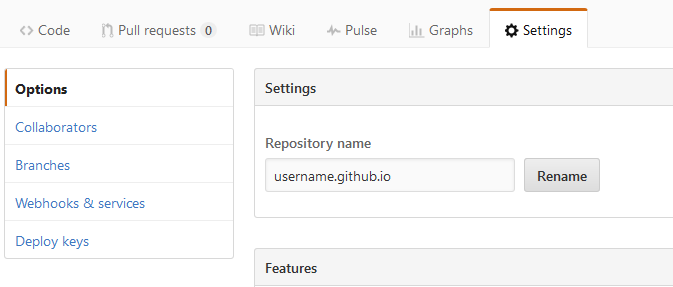 Code Pull requests 0 Wiki Pulse Graphs Settings
Options
Collaborators
Branches
Webhooks & services
Deploy keys
Settings
Repository name
username.github.io Rename
Features